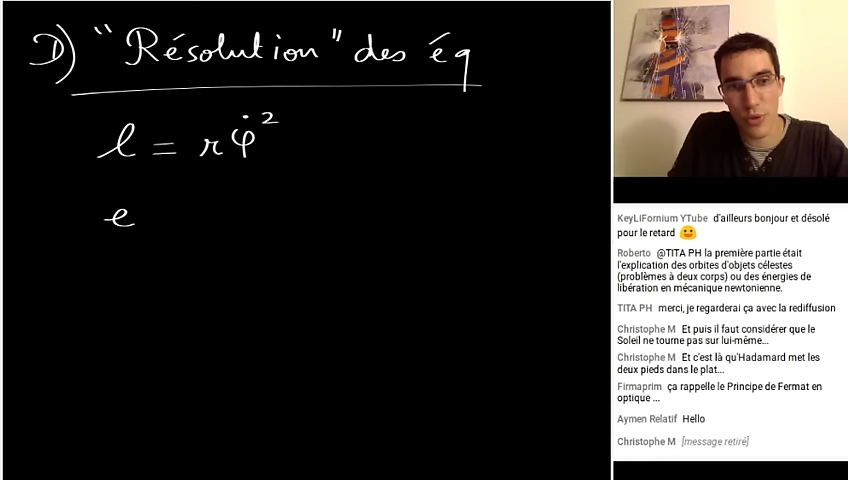 D) "Résolution" des éq
l = rφ̇²
e
KeyLiFornium YTube d'ailleurs bonjour et désolé
pour le retard
Roberto @TITA PH la première partie était
l'explication des orbites d'objets célestes
(problèmes à deux corps) ou des énergies de
libération en mécanique newtonienne.
TITA PH merci, je regarderai ça avec la rediffusion
Christophe M Et puis il faut considérer que le
Soleil ne tourne pas sur lui-même...
Christophe M Et c'est là qu'Hadamard met les
deux pieds dans le plat...
Firmaprim ça rappelle le Principe de Fermat en
optique ...
Aymen Relatif Hello
Christophe M [message retiré]